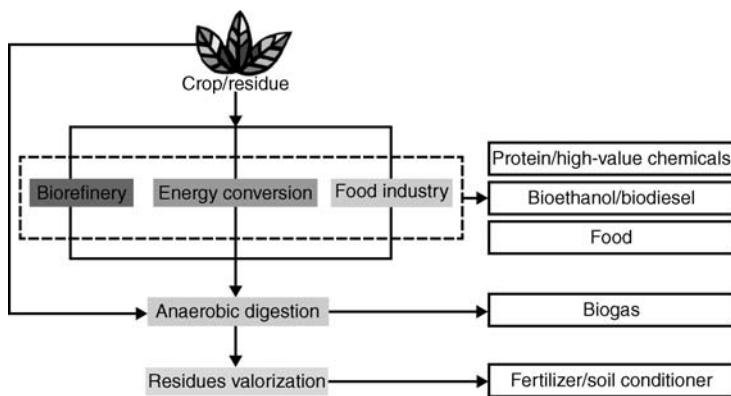 Crop/residue
Protein/high-value chemicals
Biorefinery
Energy conversion
Food industry
Bioethanol/biodiesel
Food
Anaerobic digestion
Biogas
Residues valorization
Fertilizer/soil conditioner